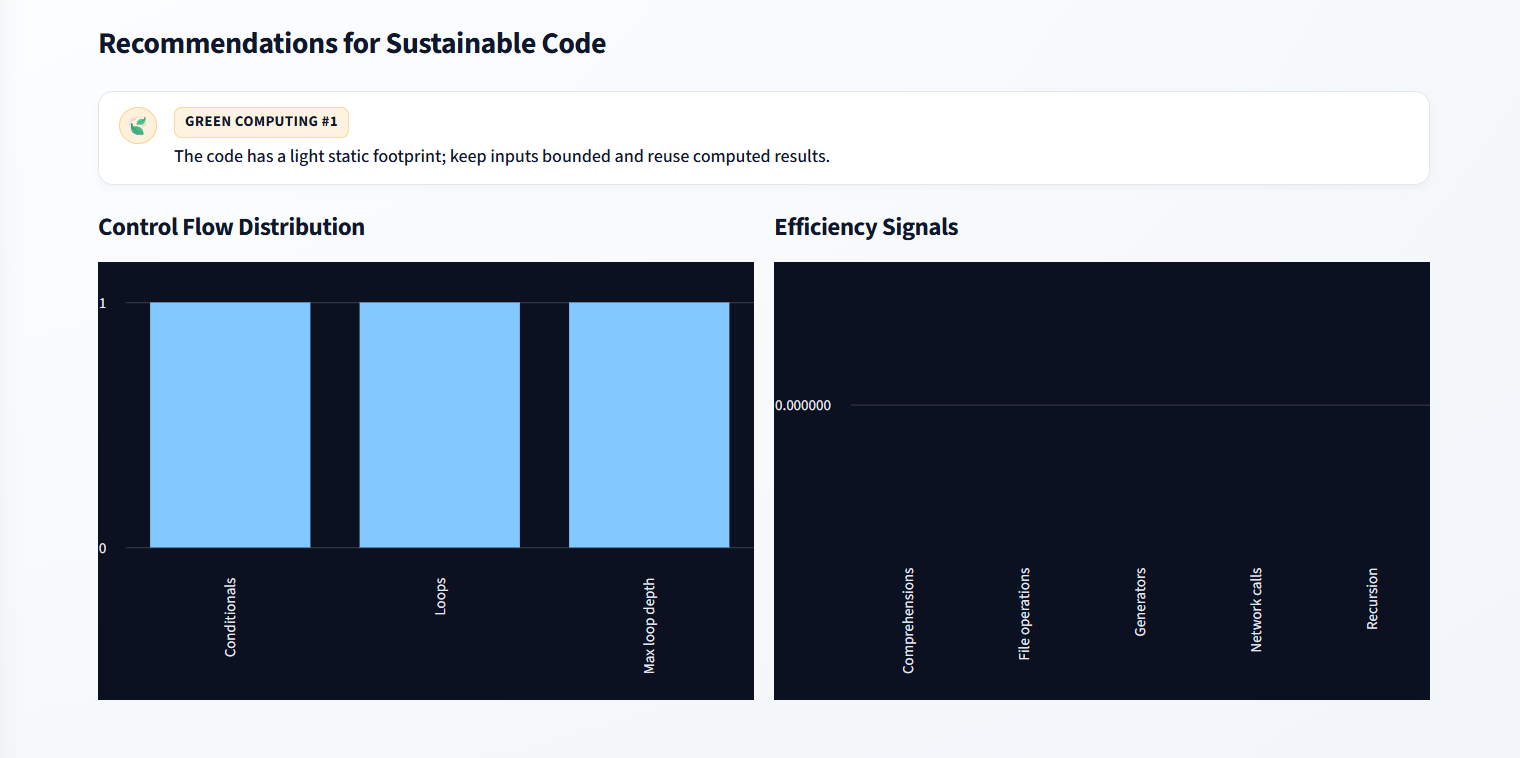 Recommendations for Sustainable Code
GREEN COMPUTING #1
The code has a light static footprint; keep inputs bounded and reuse computed results.
Control Flow Distribution
1
0
Conditionals
Loops
Max loop depth
Efficiency Signals
0.000000
Comprehensions
File operations
Generators
Network calls
Recursion